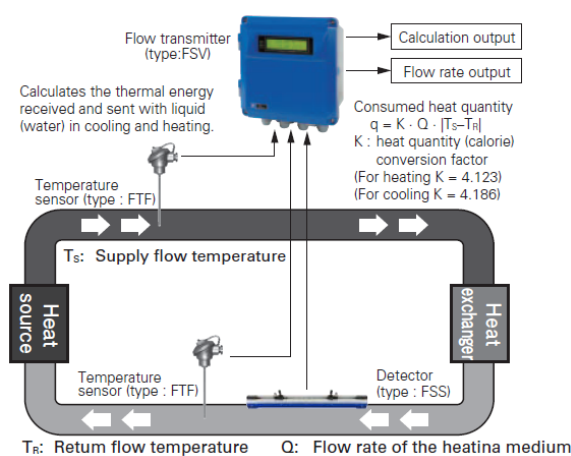 Flow transmitter
(type:FSV)
Calculation output
Flow rate output
Calculates the thermal energy
received and sent with liquid
(water) in cooling and heating.
Consumed heat quantity
q = K · Q · |Ts–TR|
K : heat quantity (calorie)
conversion factor
(For heating K = 4.123)
(For cooling K = 4.186)
Temperature
sensor (type : FTF)
Ts: Supply flow temperature
Heat
source
Heat
exchanger
Temperature
sensor (type : FTF)
Detector
(type : FSS)
TR: Retum flow temperature
Q: Flow rate of the heatina medium